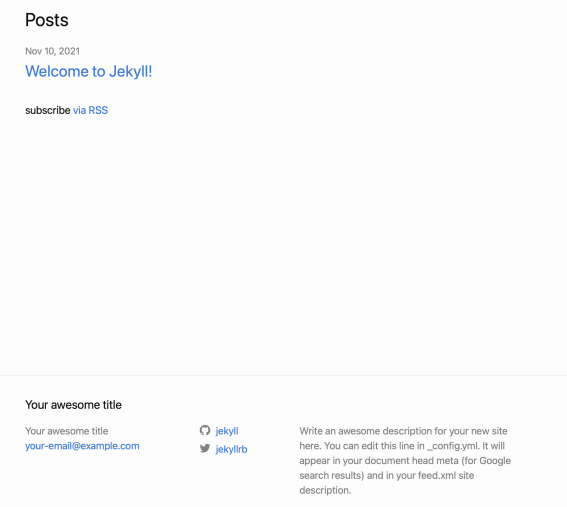 Posts
Nov 10, 2021
Welcome to Jekyll!
subscribe via RSS
Your awesome title
Your awesome title
your-email@example.com
jekyll
jekyllrb
Write an awesome description for your new site
here. You can edit this line in _config.yml. It will
appear in your document head meta (for Google
search results) and in your feed.xml site
description.